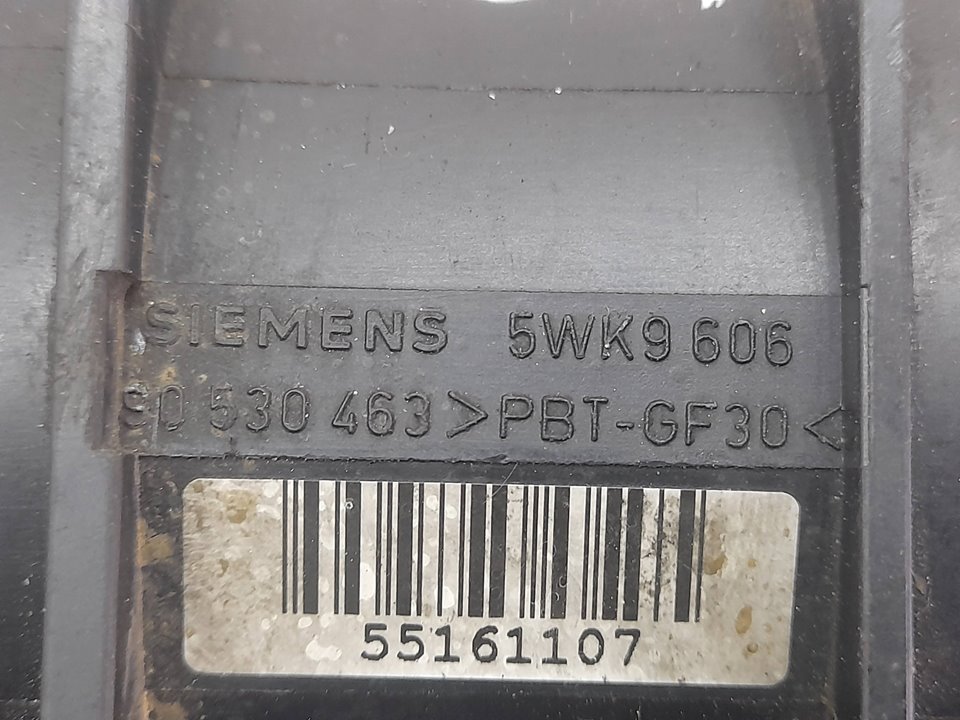 SIEMENS 5WK9 606
90 530 463 >PBT-GF30<
55161107